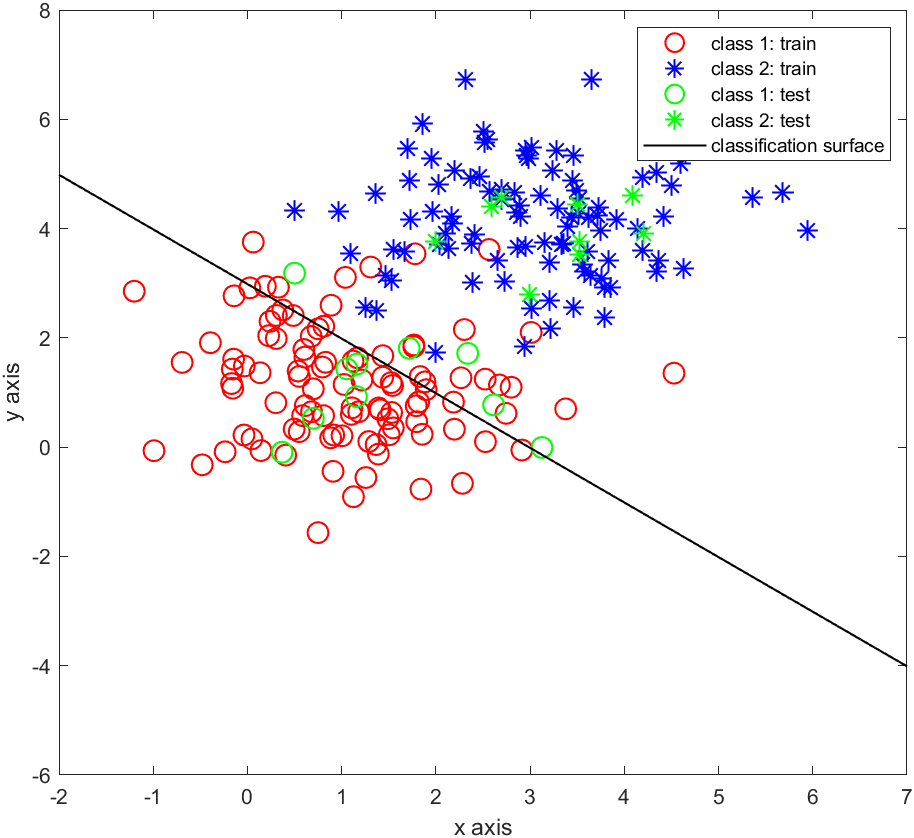 8
6
4
2
0
-2
-4
-6
-2 -1 0 1 2 3 4 5 6 7
x axis
y axis
class 1: train
class 2: train
class 1: test
class 2: test
classification surface